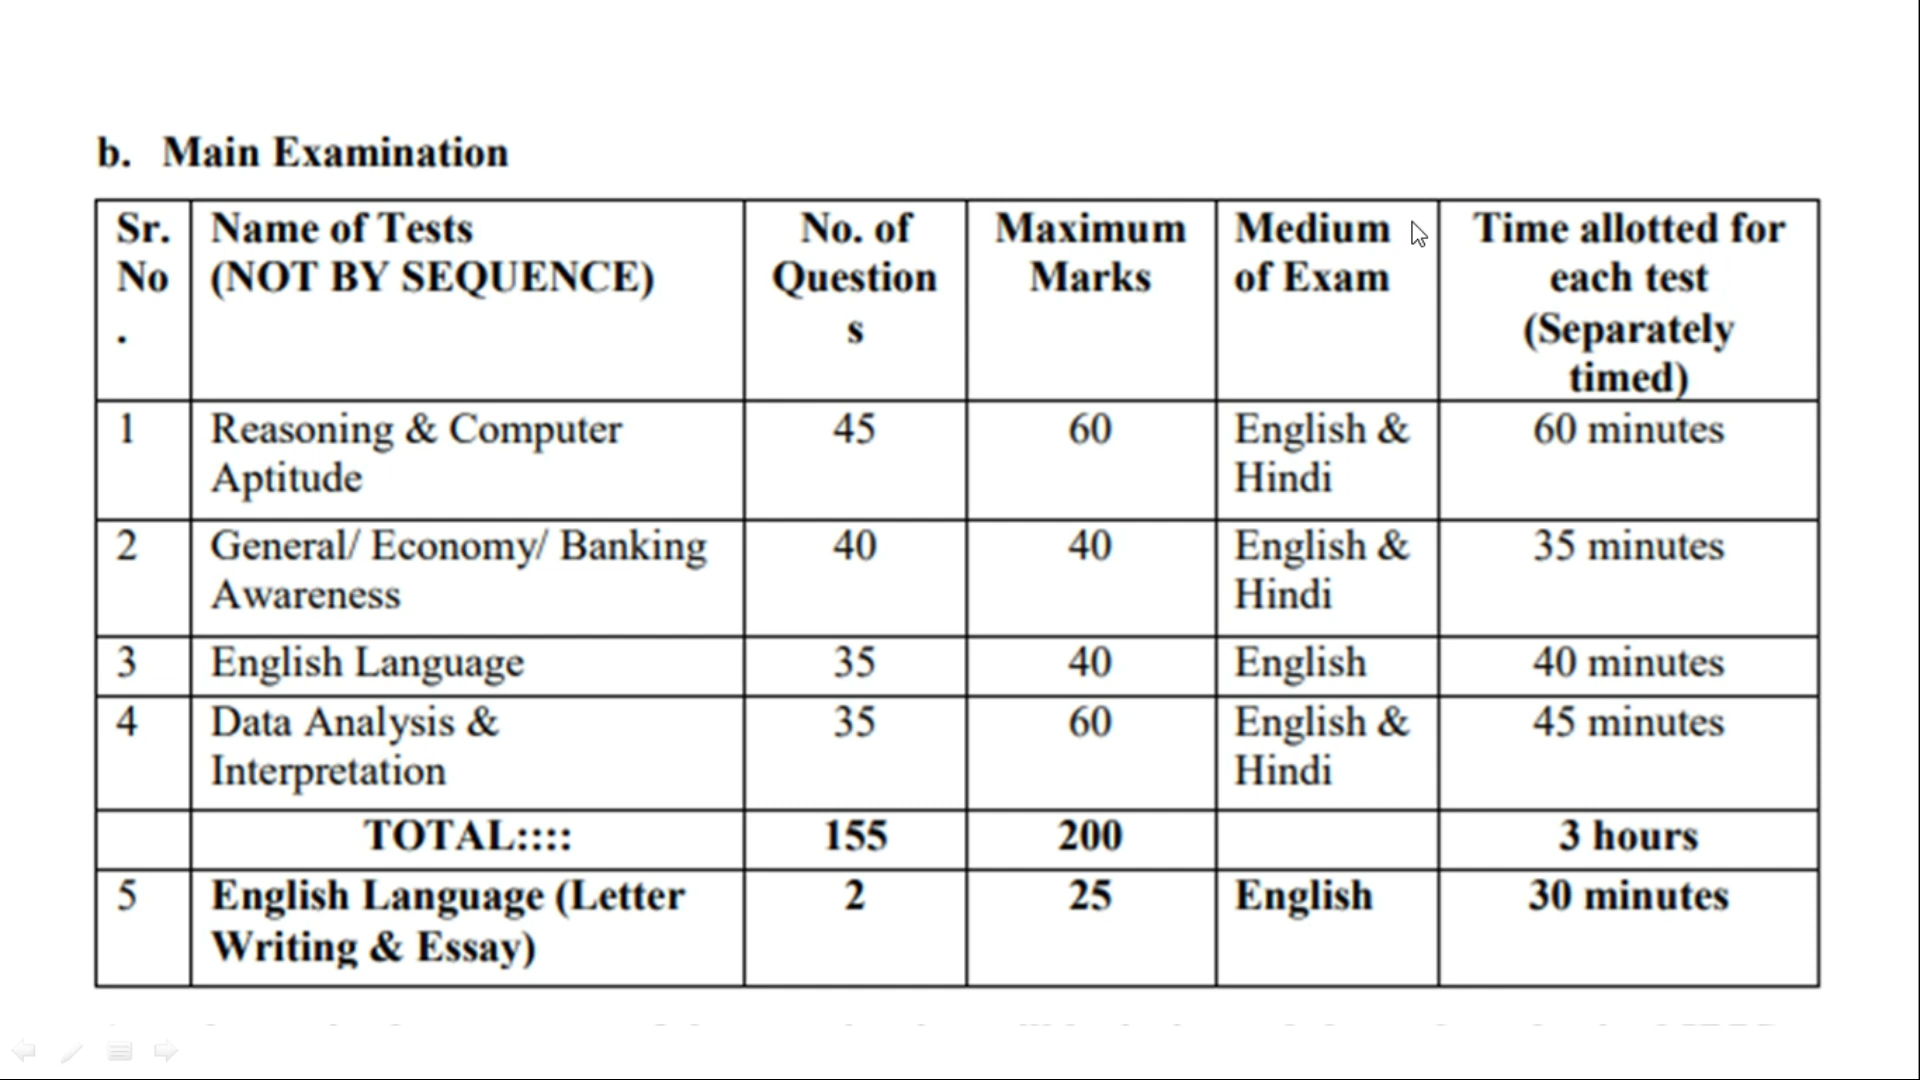 b. Main Examination
Sr. No . Name of Tests (NOT BY SEQUENCE) No. of Question s Maximum Marks Medium of Exam Time allotted for each test (Separately timed)
1 Reasoning & Computer Aptitude 45 60 English & Hindi 60 minutes
2 General/ Economy/ Banking Awareness 40 40 English & Hindi 35 minutes
3 English Language 35 40 English 40 minutes
4 Data Analysis & Interpretation 35 60 English & Hindi 45 minutes
TOTAL:::: 155 200 3 hours
5 English Language (Letter Writing & Essay) 2 25 English 30 minutes